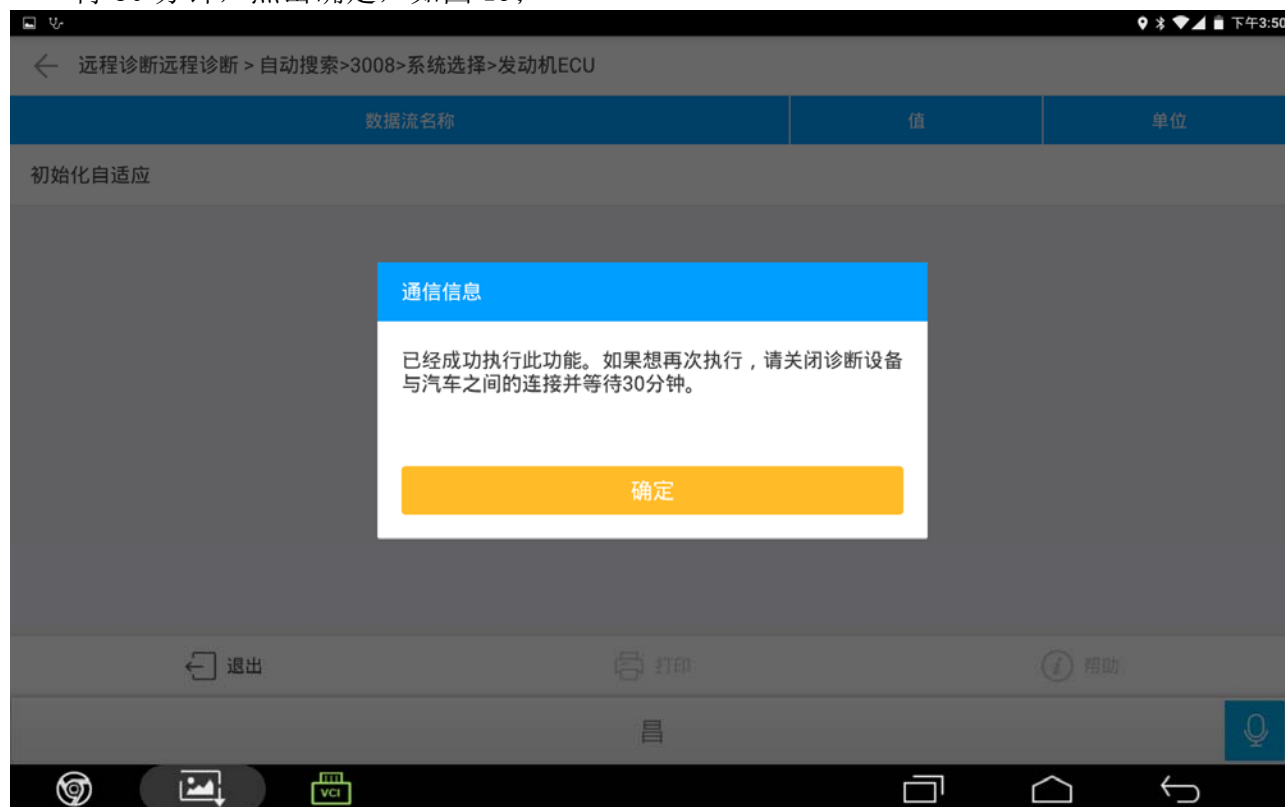 下午3:50
远程诊断远程诊断 > 自动搜索>3008>系统选择>发动机ECU
数据流名称 值 单位
初始化自适应
通信信息
已经成功执行此功能。如果想再次执行，请关闭诊断设备
与汽车之间的连接并等待30分钟。
确定
退出 打印 帮助
昌
VCI